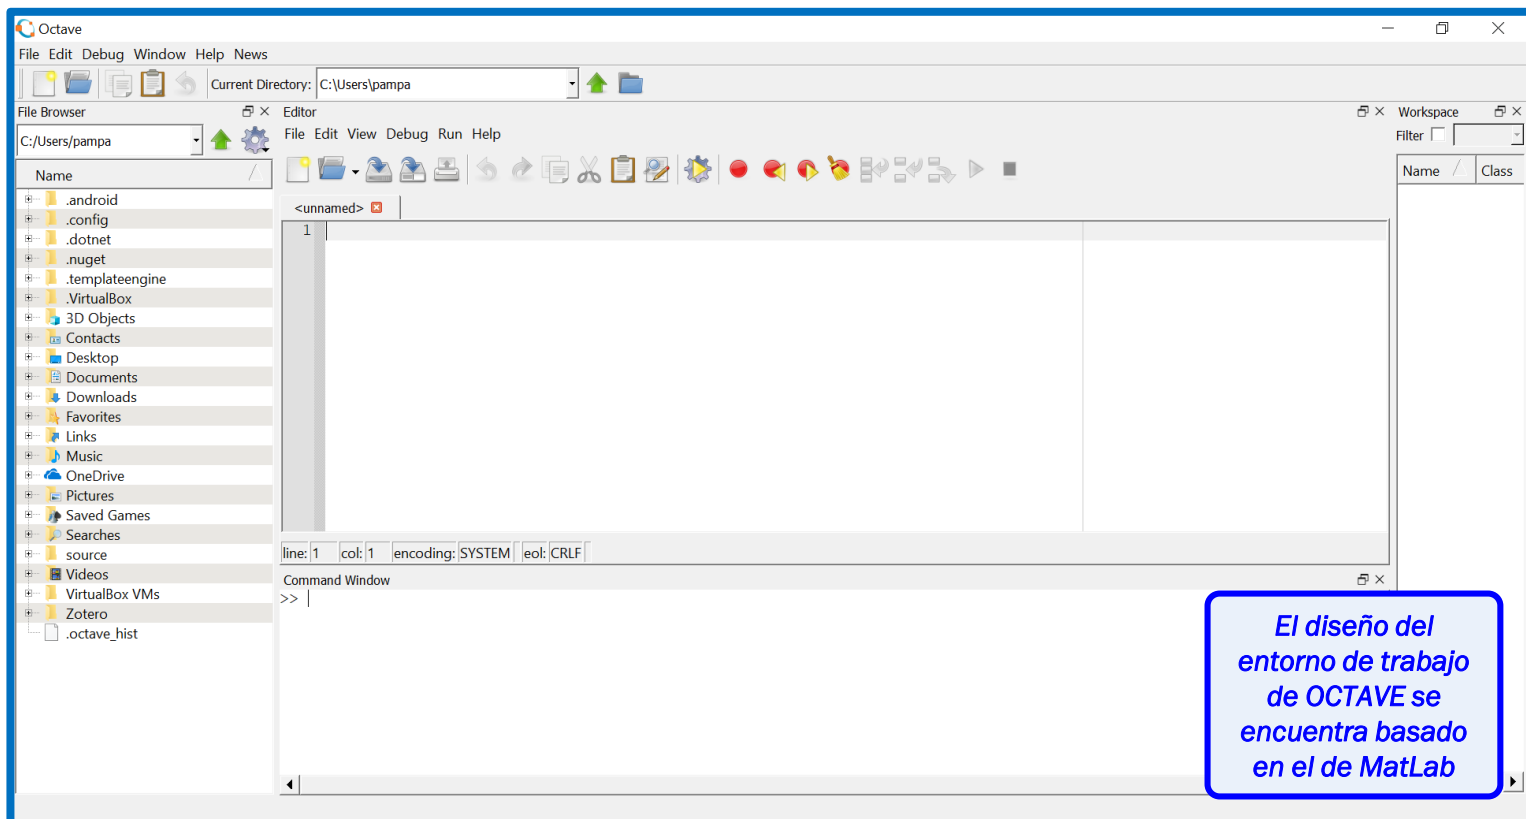 Octave
File Edit Debug Window Help News
Current Directory: C:\Users\pampa
File Browser
C:/Users/pampa
Name
.android
.config
.dotnet
.nuget
.templateengine
.VirtualBox
3D Objects
Contacts
Desktop
Documents
Downloads
Favorites
Links
Music
OneDrive
Pictures
Saved Games
Searches
source
Videos
VirtualBox VMs
Zotero
.octave_hist
Editor
File Edit View Debug Run Help
<unnamed>
1
line: 1 col: 1 encoding: SYSTEM eol: CRLF
Command Window
>>
Workspace
Filter
Name Class
El diseño del
entorno de trabajo
de OCTAVE se
encuentra basado
en el de MatLab